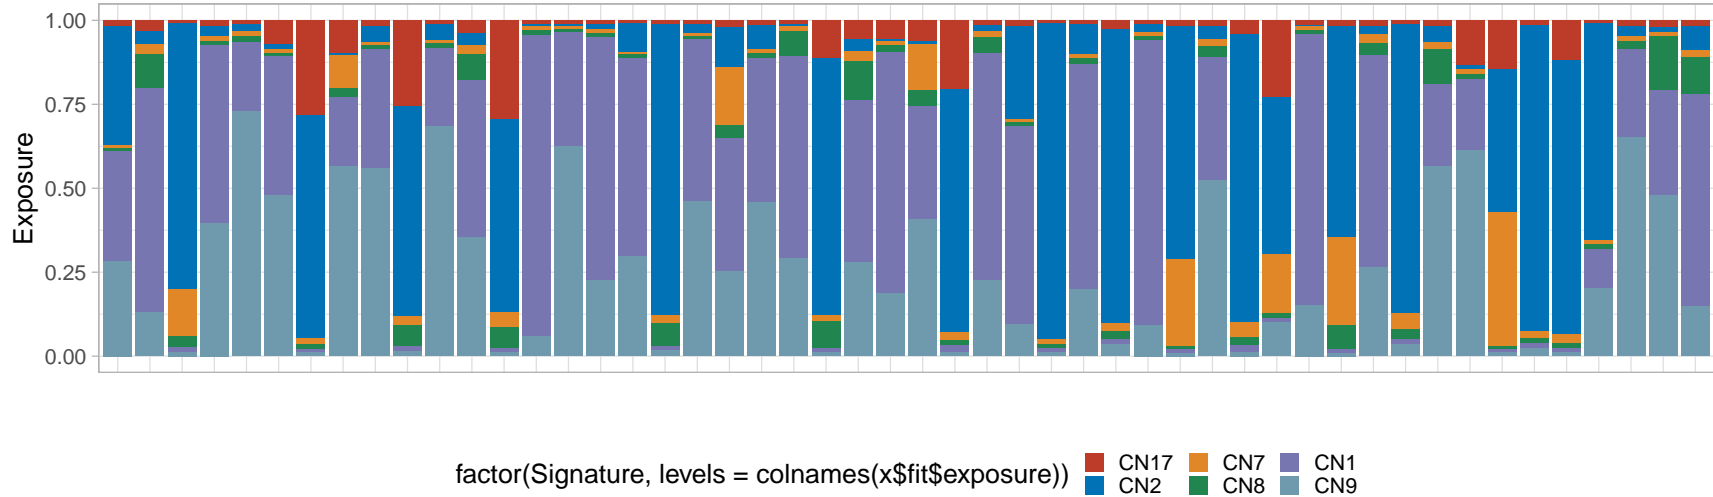 1.00
0.75
0.50
0.25
0.00
Exposure
factor(Signature, levels = colnames(x$fit$exposure))
CN17 CN7 CN1
CN2 CN8 CN9